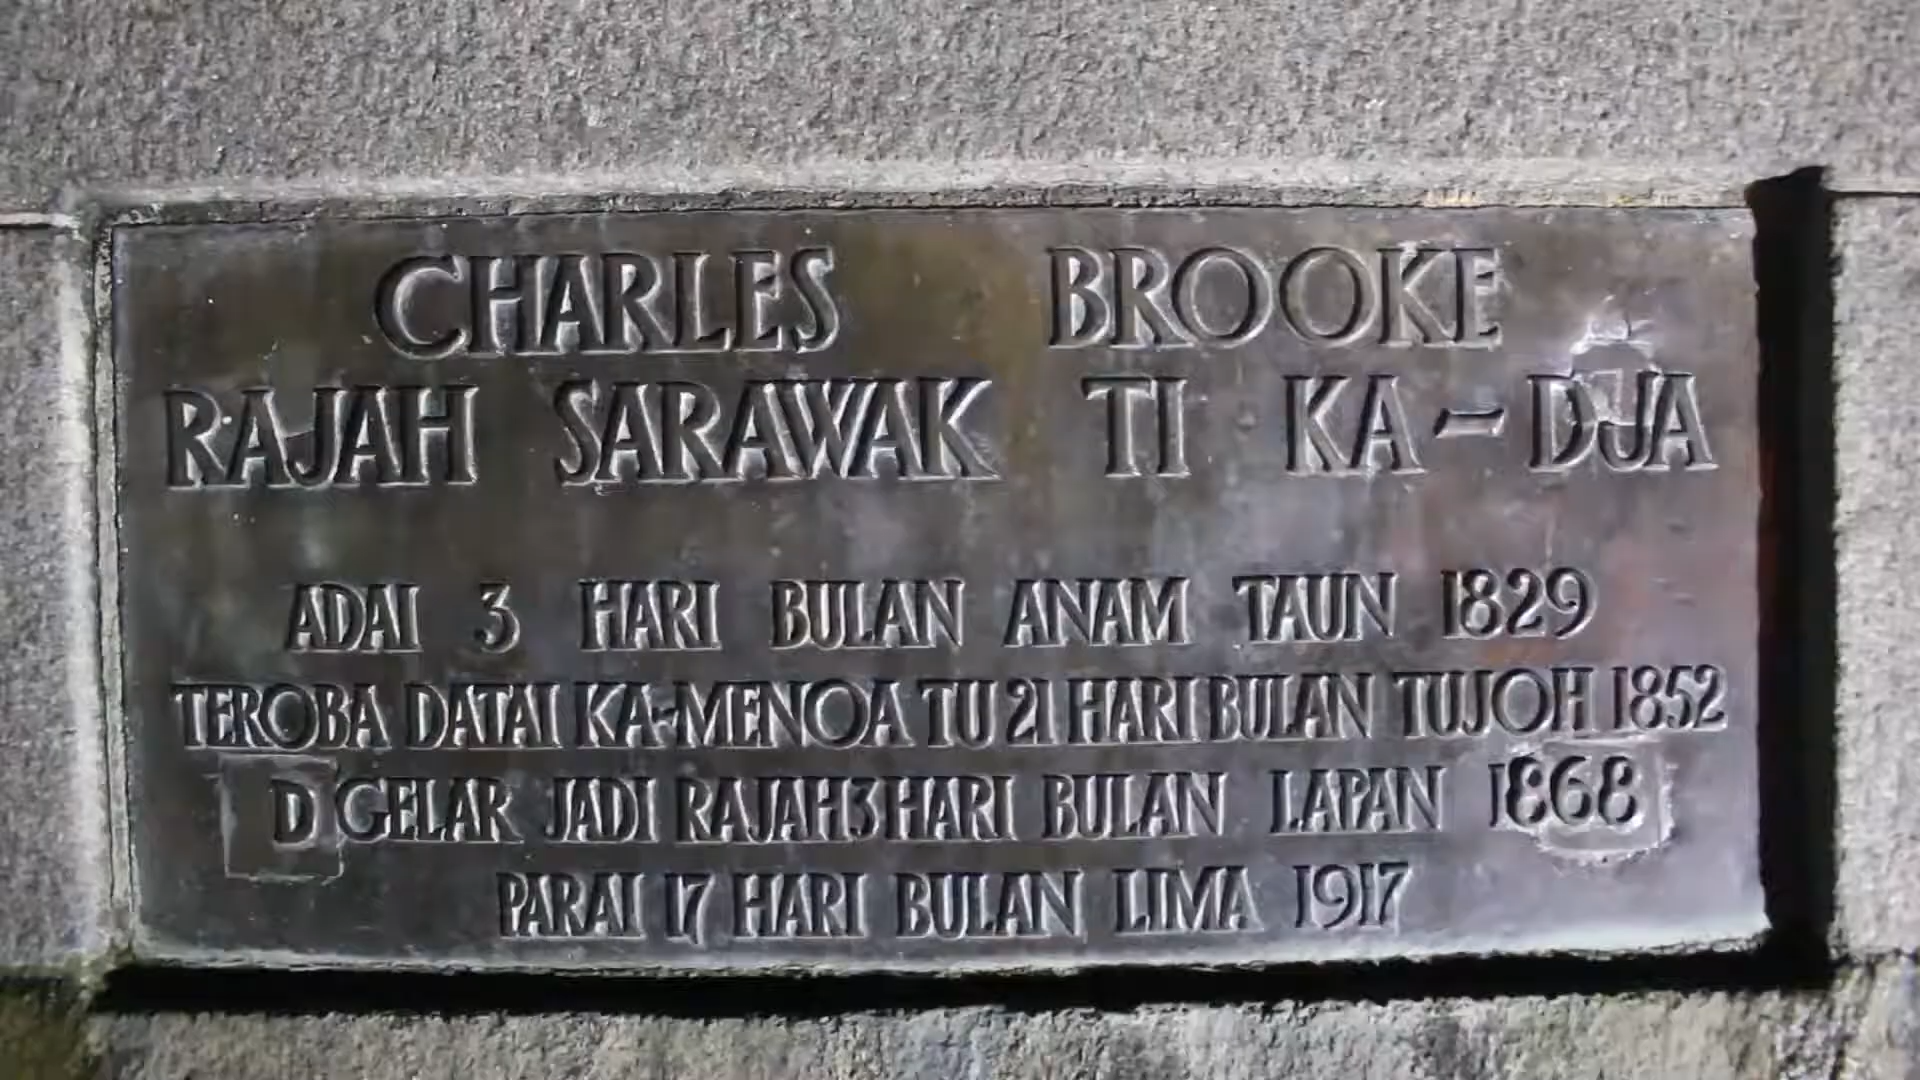 CHARLES BROOKE
RAJAH SARAWAK TI KA-DJA
ADAI 3 HARI BULAN ANAM TAUN 1829
TEROBA DATAI KA-MENOA TU 21 HARI BULAN TUJOH 1852
D GELAR JADI RAJAH 3 HARI BULAN LAPAN 1868
PARAI 17 HARI BULAN LIMA 1917